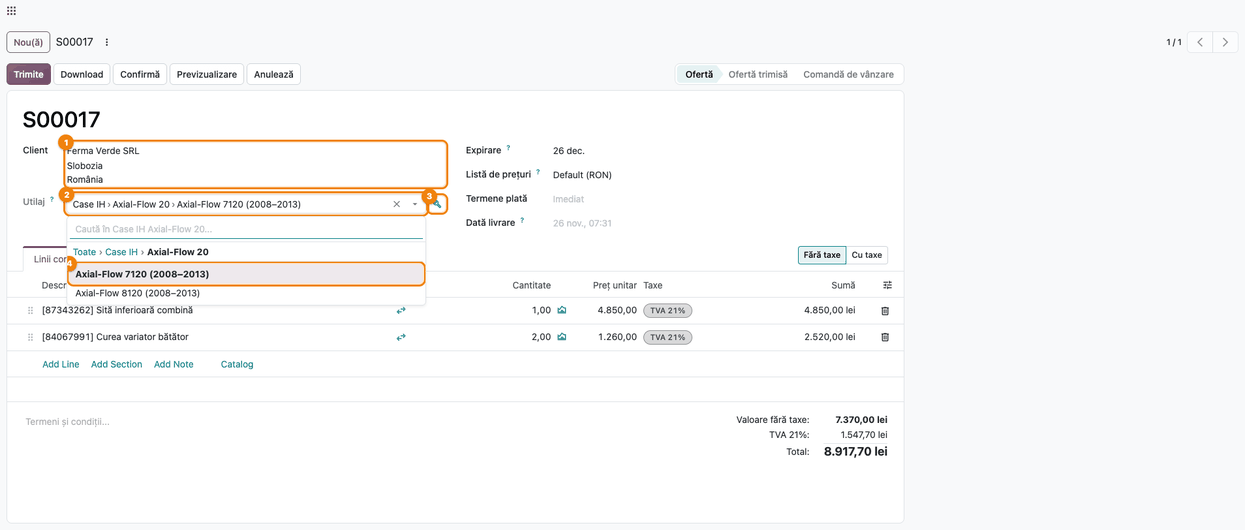 Nou(ă) S00017 1 / 1
Trimite Download Confirmă Previzualizare Anulează Ofertă Ofertă trimisă Comandă de vânzare
S00017
1
Client Ferma Verde SRL Expirare ? 26 dec.
Slobozia
România Listă de prețuri ? Default (RON)
2 3
Utilaj ? Case IH › Axial-Flow 20 › Axial-Flow 7120 (2008–2013) Termene plată Imediat
Caută în Case IH Axial-Flow 20... Dată livrare ? 26 nov., 07:31
Toate › Case IH › Axial-Flow 20 Fără taxe Cu taxe
Linii com
4
Axial-Flow 7120 (2008–2013)
Descr Cantitate Preț unitar Taxe Sumă
Axial-Flow 8120 (2008–2013)
[87343262] Sită inferioară combină 1,00 4.850,00 TVA 21% 4.850,00 lei
[84067991] Curea variator bătător 2,00 1.260,00 TVA 21% 2.520,00 lei
Add Line Add Section Add Note Catalog
Termeni și condiții... Valoare fără taxe: 7.370,00 lei
TVA 21%: 1.547,70 lei
Total: 8.917,70 lei